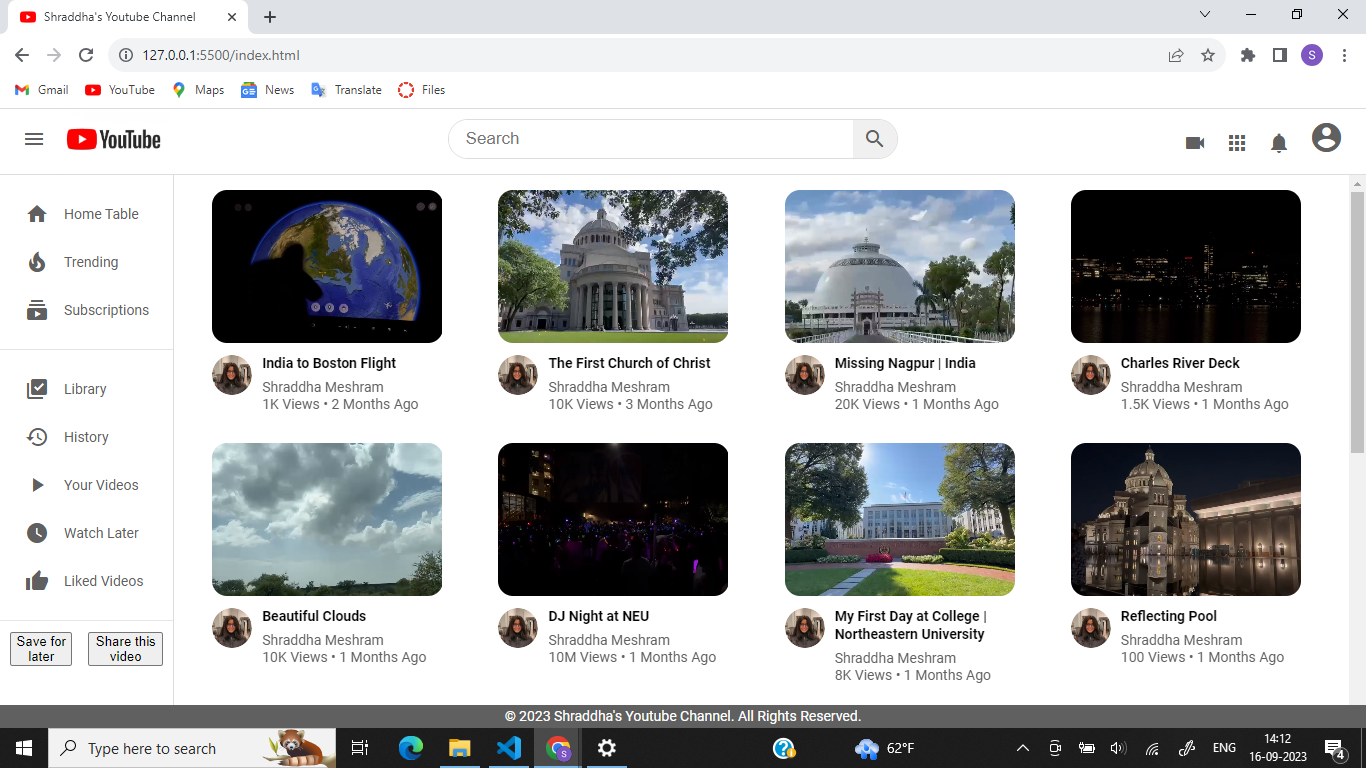 Shraddha's Youtube Channel
127.0.0.1:5500/index.html
S
Gmail YouTube Maps News Translate Files
YouTube
Search
Home Table
Trending
Subscriptions
Library
History
Your Videos
Watch Later
Liked Videos
Save for
later
Share this
video
India to Boston Flight
Shraddha Meshram
1K Views • 2 Months Ago
The First Church of Christ
Shraddha Meshram
10K Views • 3 Months Ago
Missing Nagpur | India
Shraddha Meshram
20K Views • 1 Months Ago
Charles River Deck
Shraddha Meshram
1.5K Views • 1 Months Ago
Beautiful Clouds
Shraddha Meshram
10K Views • 1 Months Ago
DJ Night at NEU
Shraddha Meshram
10M Views • 1 Months Ago
My First Day at College |
Northeastern University
Shraddha Meshram
8K Views • 1 Months Ago
Reflecting Pool
Shraddha Meshram
100 Views • 1 Months Ago
© 2023 Shraddha's Youtube Channel. All Rights Reserved.
Type here to search
S
62°F
ENG
14:12
16-09-2023
4